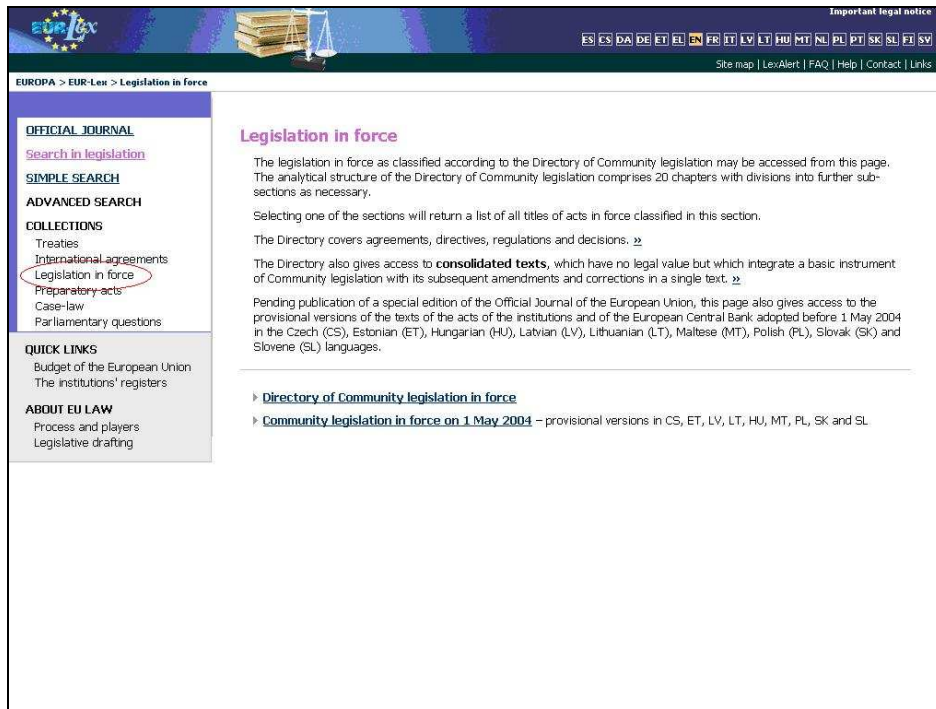 Important legal notice
EUR-lex
ES CS DA DE ET EL EN FR IT LV LT HU MT NL PL PT SK SL FI SV
Site map | LexAlert | FAQ | Help | Contact | Links
EUROPA > EUR-Lex > Legislation in force
OFFICIAL JOURNAL
Search in legislation
SIMPLE SEARCH
ADVANCED SEARCH
COLLECTIONS
Treaties
International agreements
Legislation in force
Preparatory acts
Case-law
Parliamentary questions
QUICK LINKS
Budget of the European Union
The institutions' registers
ABOUT EU LAW
Process and players
Legislative drafting
Legislation in force
The legislation in force as classified according to the Directory of Community legislation may be accessed from this page.
The analytical structure of the Directory of Community legislation comprises 20 chapters with divisions into further sub-
sections as necessary.
Selecting one of the sections will return a list of all titles of acts in force classified in this section.
The Directory covers agreements, directives, regulations and decisions. »
The Directory also gives access to consolidated texts, which have no legal value but which integrate a basic instrument
of Community legislation with its subsequent amendments and corrections in a single text. »
Pending publication of a special edition of the Official Journal of the European Union, this page also gives access to the
provisional versions of the texts of the acts of the institutions and of the European Central Bank adopted before 1 May 2004
in the Czech (CS), Estonian (ET), Hungarian (HU), Latvian (LV), Lithuanian (LT), Maltese (MT), Polish (PL), Slovak (SK) and
Slovene (SL) languages.
Directory of Community legislation in force
Community legislation in force on 1 May 2004 – provisional versions in CS, ET, LV, LT, HU, MT, PL, SK and SL